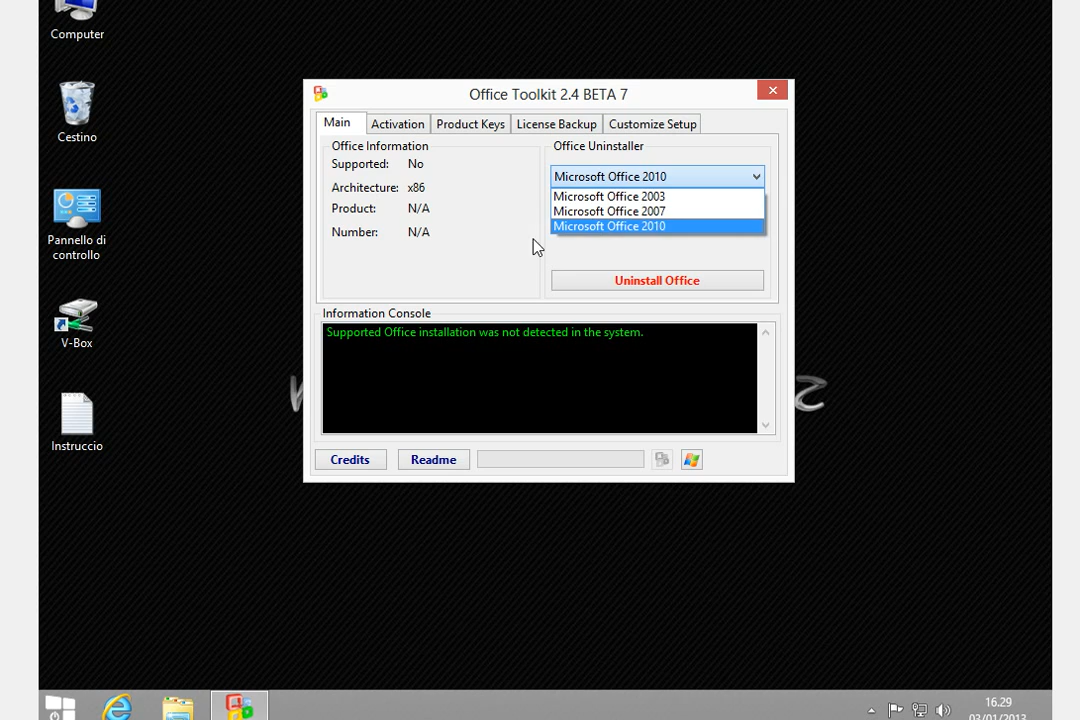 Computer
Cestino
Pannello di
controllo
V-Box
Instruccio
Office Toolkit 2.4 BETA 7
Main
Activation
Product Keys
License Backup
Customize Setup
Office Information
Supported: No
Architecture: x86
Product: N/A
Number: N/A
Office Uninstaller
Microsoft Office 2010
Microsoft Office 2003
Microsoft Office 2007
Microsoft Office 2010
Uninstall Office
Information Console
Supported Office installation was not detected in the system.
Credits
Readme
16.29
03/01/2013